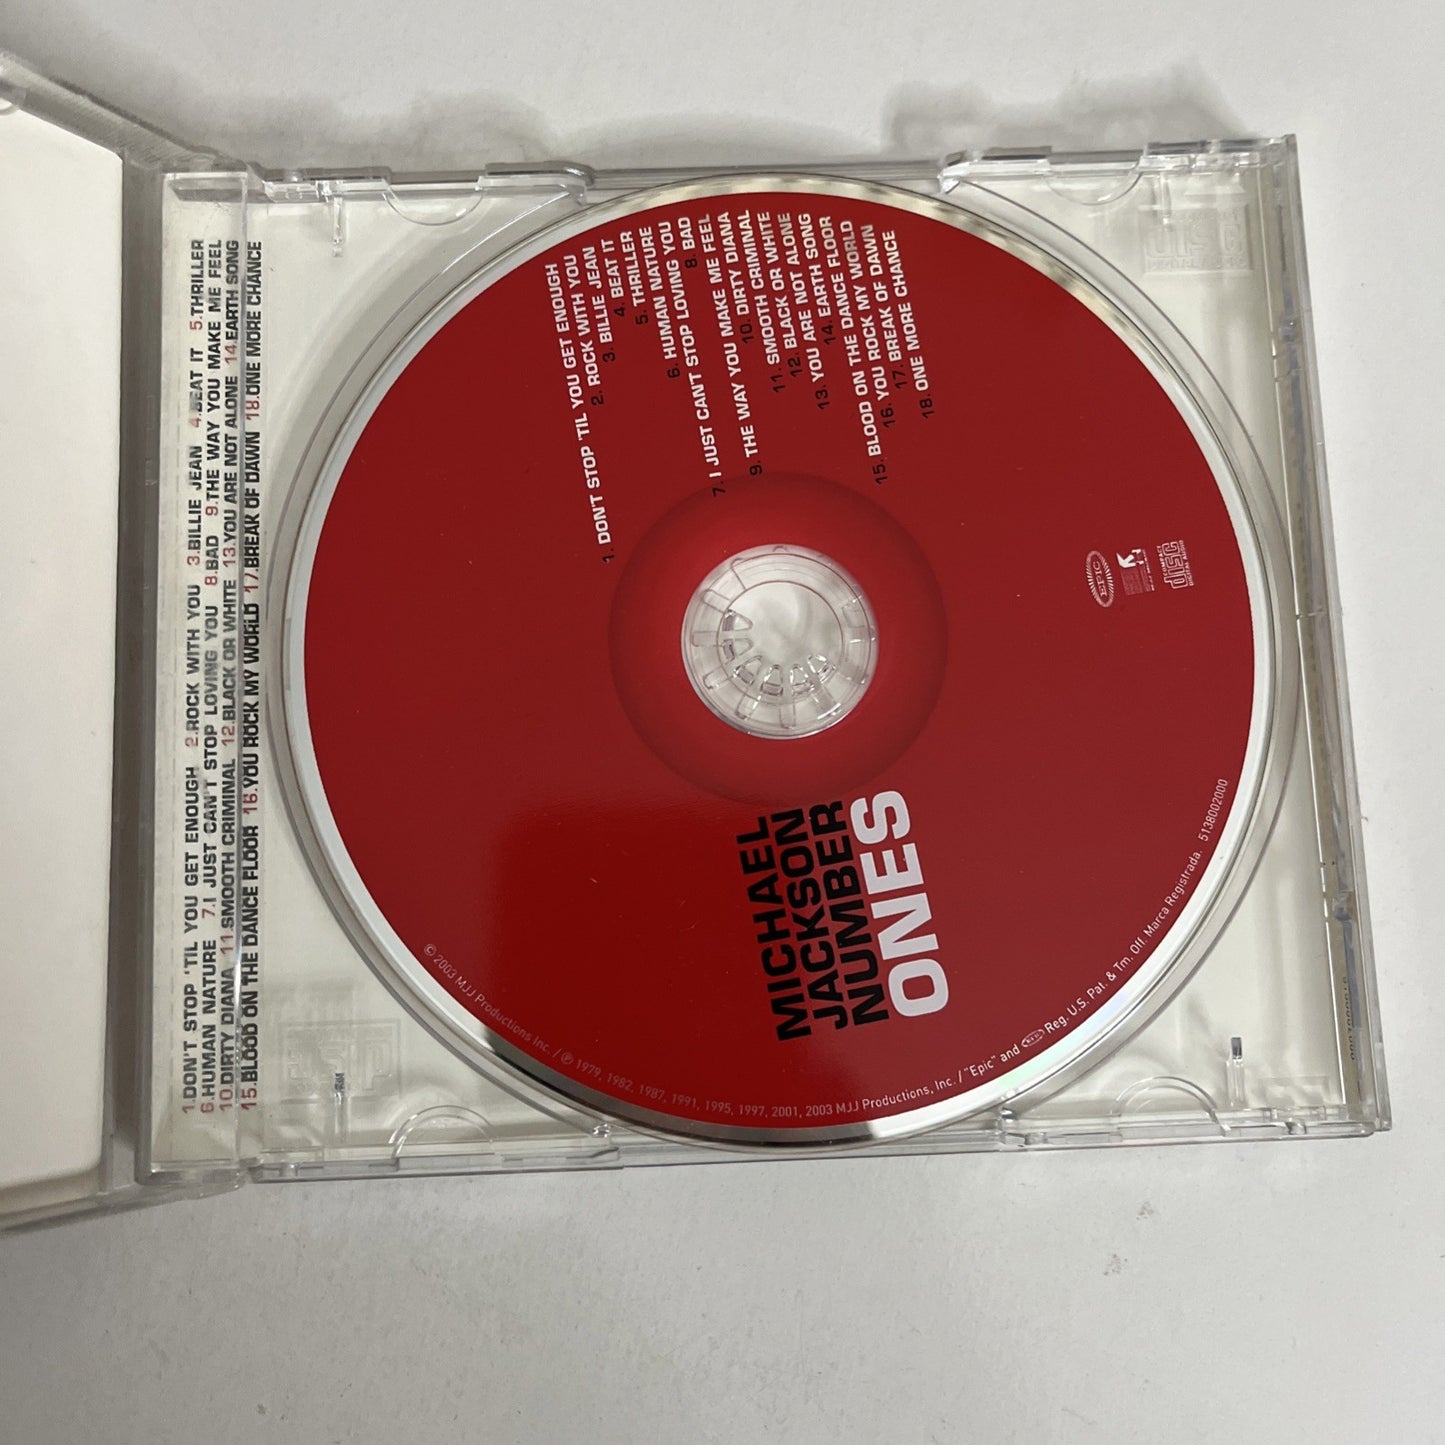 1.DON'T STOP 'TIL YOU GET ENOUGH 2.ROCK WITH YOU 3.BILLIE JEAN 4.BEAT IT 5.THRILLER
6.HUMAN NATURE 7.I JUST CAN'T STOP LOVING YOU 8.BAD 9.THE WAY YOU MAKE ME FEEL
10.DIRTY DIANA 11.SMOOTH CRIMINAL 12.BLACK OR WHITE 13.YOU ARE NOT ALONE 14.EARTH SONG
15.BLOOD ON THE DANCE FLOOR 16.YOU ROCK MY WORLD 17.BREAK OF DAWN 18.ONE MORE CHANCE
1. DON'T STOP 'TIL YOU GET ENOUGH
2. ROCK WITH YOU
3. BILLIE JEAN
4. BEAT IT
5. THRILLER
6. HUMAN NATURE
7. I JUST CAN'T STOP LOVING YOU
8. BAD
9. THE WAY YOU MAKE ME FEEL
10. DIRTY DIANA
11. SMOOTH CRIMINAL
12. BLACK OR WHITE
13. YOU ARE NOT ALONE
14. EARTH SONG
15. BLOOD ON THE DANCE FLOOR
16. YOU ROCK MY WORLD
17. BREAK OF DAWN
18. ONE MORE CHANCE
MICHAEL
JACKSON
NUMBER
ONES
EPIC
COMPACT
disc
DIGITAL AUDIO
© 2003 MJJ Productions Inc. / ℗ 1979, 1982, 1987, 1991, 1995, 1997, 2001, 2003 MJJ Productions, Inc. / "Epic" and Reg. U.S. Pat. & Tm. Off. Marca Registrada. 5138002000